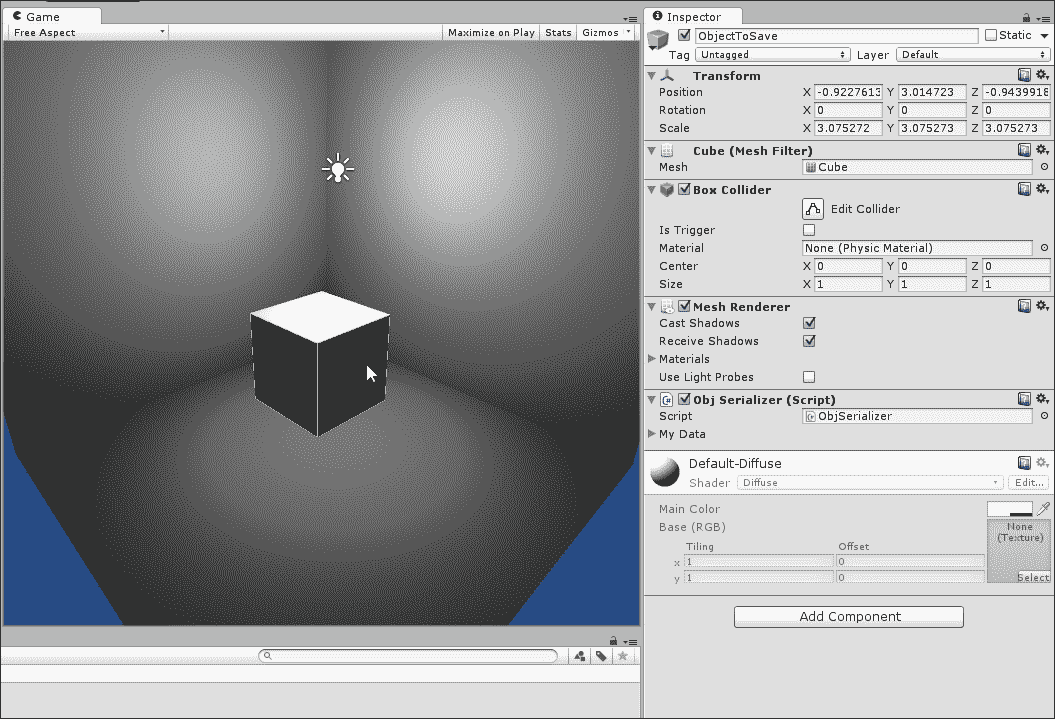 Game
Free Aspect
Maximize on Play Stats Gizmos
Inspector
ObjectToSave Static
Tag Untagged Layer Default
Transform
Position X -0.9227613 Y 3.014723 Z -0.9439918
Rotation X 0 Y 0 Z 0
Scale X 3.075272 Y 3.075273 Z 3.075273
Cube (Mesh Filter)
Mesh Cube
Box Collider
Edit Collider
Is Trigger
Material None (Physic Material)
Center X 0 Y 0 Z 0
Size X 1 Y 1 Z 1
Mesh Renderer
Cast Shadows
Receive Shadows
Materials
Use Light Probes
Obj Serializer (Script)
Script ObjSerializer
My Data
Default-Diffuse
Shader Diffuse Edit...
Main Color
Base (RGB)
None
(Texture)
Tiling Offset
x 1 0
y 1 0
Select
Add Component